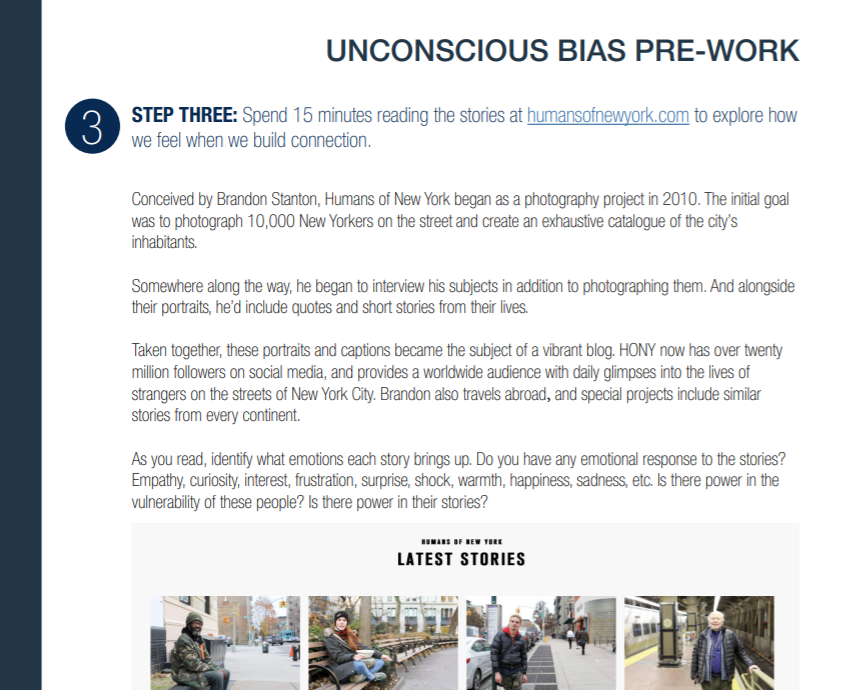 UNCONSCIOUS BIAS PRE-WORK
3
STEP THREE: Spend 15 minutes reading the stories at humansofnewyork.com to explore how
we feel when we build connection.
Conceived by Brandon Stanton, Humans of New York began as a photography project in 2010. The initial goal
was to photograph 10,000 New Yorkers on the street and create an exhaustive catalogue of the city's
inhabitants.
Somewhere along the way, he began to interview his subjects in addition to photographing them. And alongside
their portraits, he'd include quotes and short stories from their lives.
Taken together, these portraits and captions became the subject of a vibrant blog. HONY now has over twenty
million followers on social media, and provides a worldwide audience with daily glimpses into the lives of
strangers on the streets of New York City. Brandon also travels abroad, and special projects include similar
stories from every continent.
As you read, identify what emotions each story brings up. Do you have any emotional response to the stories?
Empathy, curiosity, interest, frustration, surprise, shock, warmth, happiness, sadness, etc. Is there power in the
vulnerability of these people? Is there power in their stories?
HUMANS OF NEW YORK
LATEST STORIES